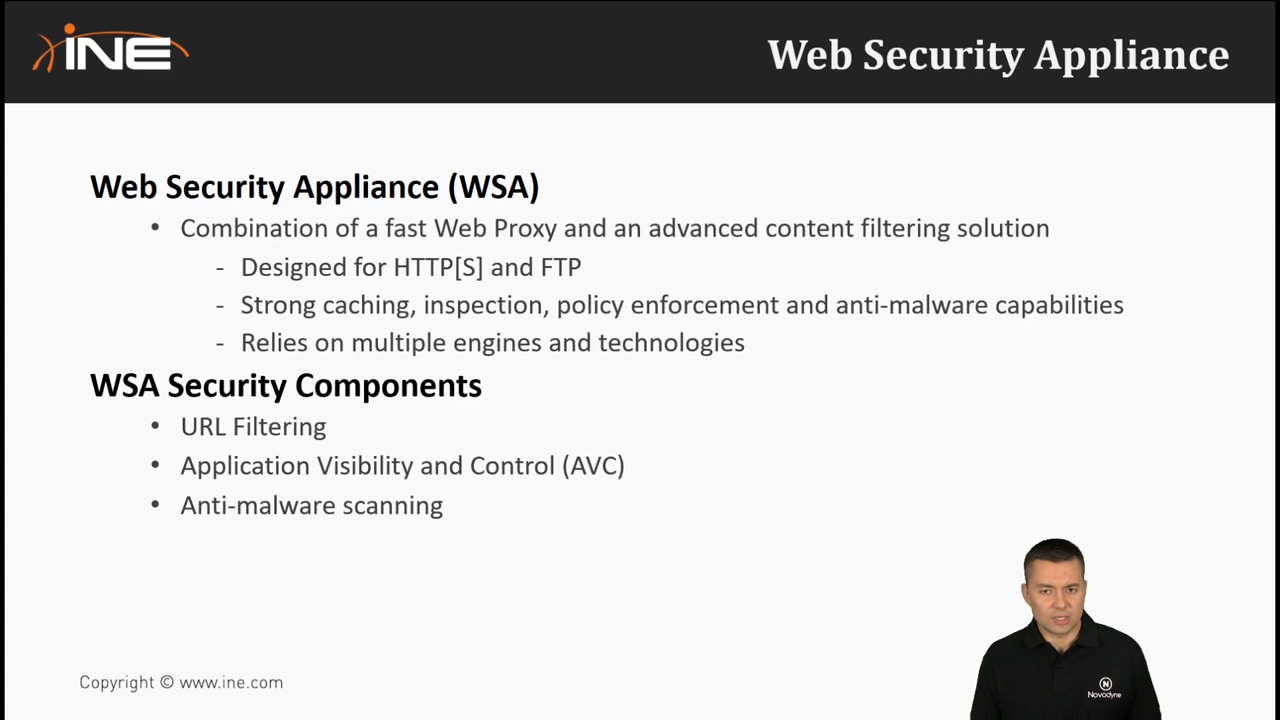 iNE
Web Security Appliance
Web Security Appliance (WSA)
• Combination of a fast Web Proxy and an advanced content filtering solution
- Designed for HTTP[S] and FTP
- Strong caching, inspection, policy enforcement and anti-malware capabilities
- Relies on multiple engines and technologies
WSA Security Components
• URL Filtering
• Application Visibility and Control (AVC)
• Anti-malware scanning
N
Novodyne
Copyright © www.ine.com